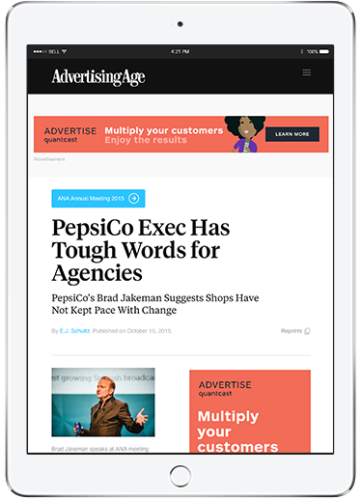 BELL
4:21 PM
100%
AdvertisingAge
ADVERTISE
quantcast
Multiply your customers
Enjoy the results
LEARN MORE
Advertisement
ANA Annual Meeting 2015
PepsiCo Exec Has
Tough Words for
Agencies
PepsiCo's Brad Jakeman Suggests Shops Have
Not Kept Pace With Change
By E.J. Schultz. Published on October 15, 2015.
Reprints
est growing Spanish broadca
Brad Jakeman speaks at ANA meeting
ADVERTISE
quantcast
Multiply
your
customers